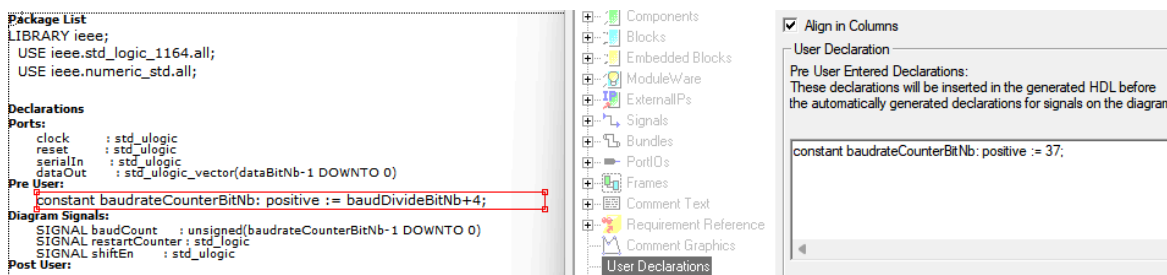 Package List
LIBRARY ieee;
USE ieee.std_logic_1164.all;
USE ieee.numeric_std.all;
Declarations
Ports:
clock : std_ulogic
reset : std_ulogic
serialIn : std_ulogic
dataOut : std_ulogic_vector(dataBitNb-1 DOWNTO 0)
Pre User:
constant baudrateCounterBitNb: positive := baudDivideBitNb+4;
Diagram Signals:
SIGNAL baudCount : unsigned(baudrateCounterBitNb-1 DOWNTO 0)
SIGNAL restartCounter : std_logic
SIGNAL shiftEn : std_ulogic
Post User:
Components
Blocks
Embedded Blocks
ModuleWare
ExternalIPs
Signals
Bundles
PortIOs
Frames
Comment Text
Requirement Reference
Comment Graphics
User Declarations
Align in Columns
User Declaration
Pre User Entered Declarations:
These declarations will be inserted in the generated HDL before
the automatically generated declarations for signals on the diagram
constant baudrateCounterBitNb: positive := 37;